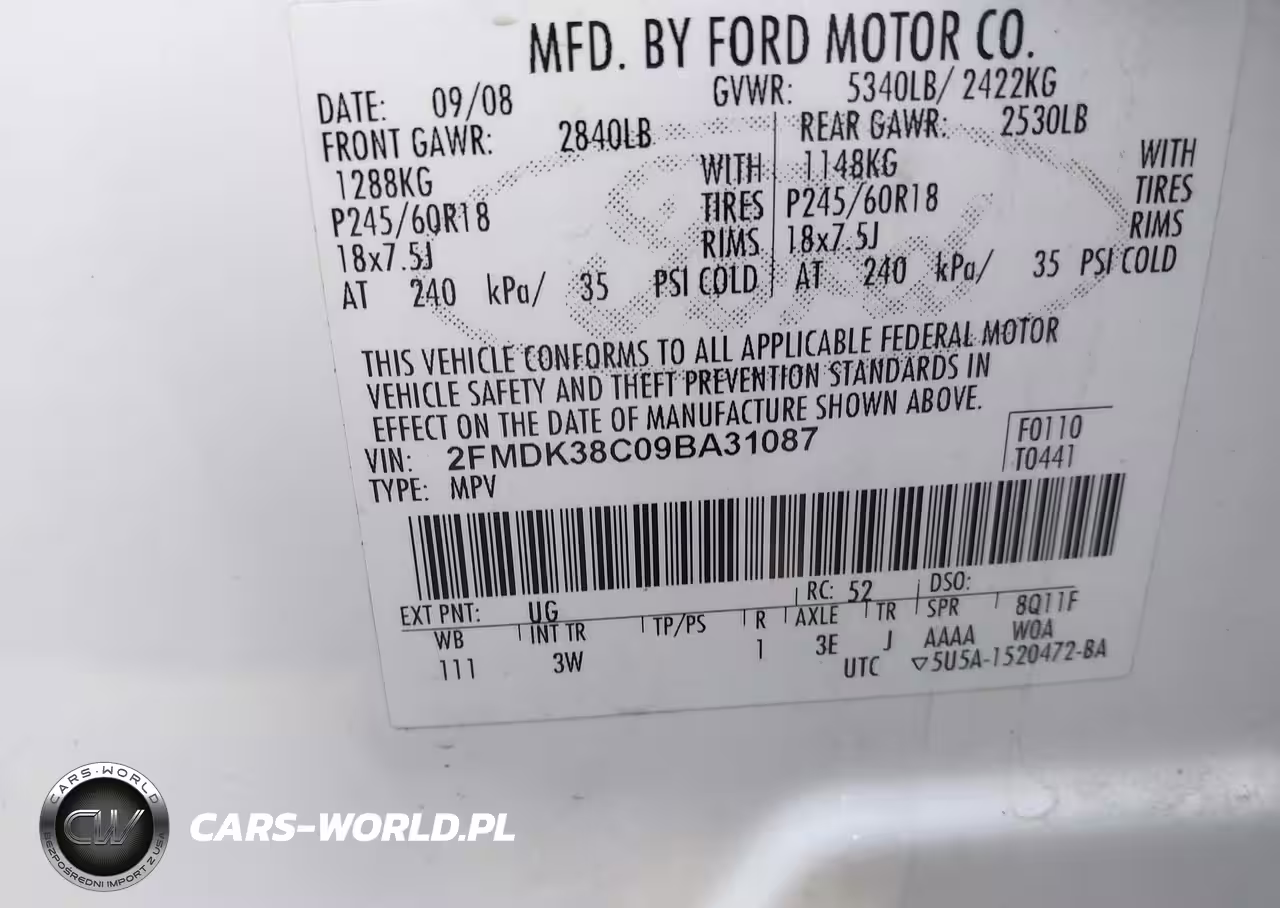 MFD. BY FORD MOTOR CO.
DATE: 09/08 GVWR: 5340LB/ 2422KG
FRONT GAWR: 2840LB REAR GAWR: 2530LB
1288KG WITH 1148KG WITH
P245/60R18 TIRES P245/60R18 TIRES
18x7.5J RIMS 18x7.5J RIMS
AT 240 kPa/ 35 PSI COLD AT 240 kPa/ 35 PSI COLD
THIS VEHICLE CONFORMS TO ALL APPLICABLE FEDERAL MOTOR
VEHICLE SAFETY AND THEFT PREVENTION STANDARDS IN
EFFECT ON THE DATE OF MANUFACTURE SHOWN ABOVE.
VIN: 2FMDK38C09BA31087 F0110
TYPE: MPV T0441
EXT PNT: UG RC: 52 DSO:
WB INT TR TP/PS R AXLE TR SPR 8Q11F
111 3W 1 3E J AAAA W0A
UTC ▽5U5A-1520472-BA
CARS-WORLD
CW
BEZPOŚREDNI IMPORT Z USA
CARS-WORLD.PL